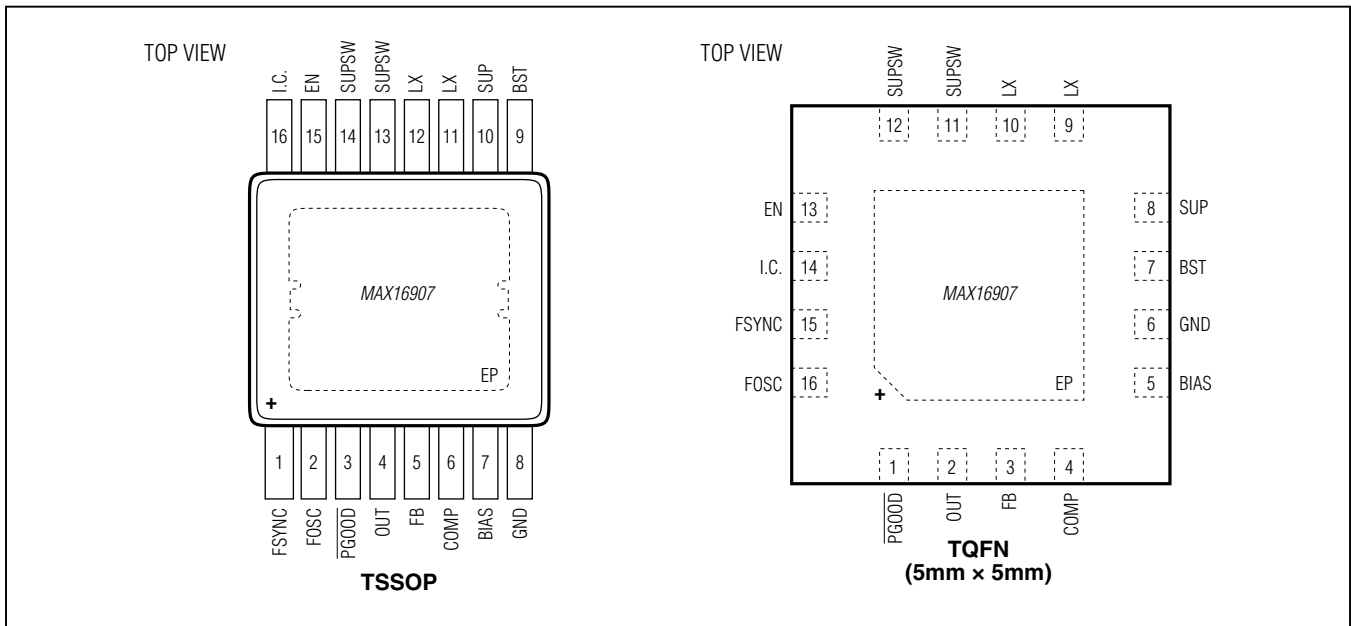 TOP VIEW
I.C. EN SUPSW SUPSW LX LX SUP BST
16 15 14 13 12 11 10 9
MAX16907
EP
+
1 2 3 4 5 6 7 8
FSYNC FOSC PGOOD OUT FB COMP BIAS GND
TSSOP
TOP VIEW
SUPSW SUPSW LX LX
12 11 10 9
EN 13 8 SUP
I.C. 14 7 BST
MAX16907
FSYNC 15 6 GND
FOSC 16 5 BIAS
EP
+
1 2 3 4
PGOOD OUT FB COMP
TQFN
(5mm × 5mm)